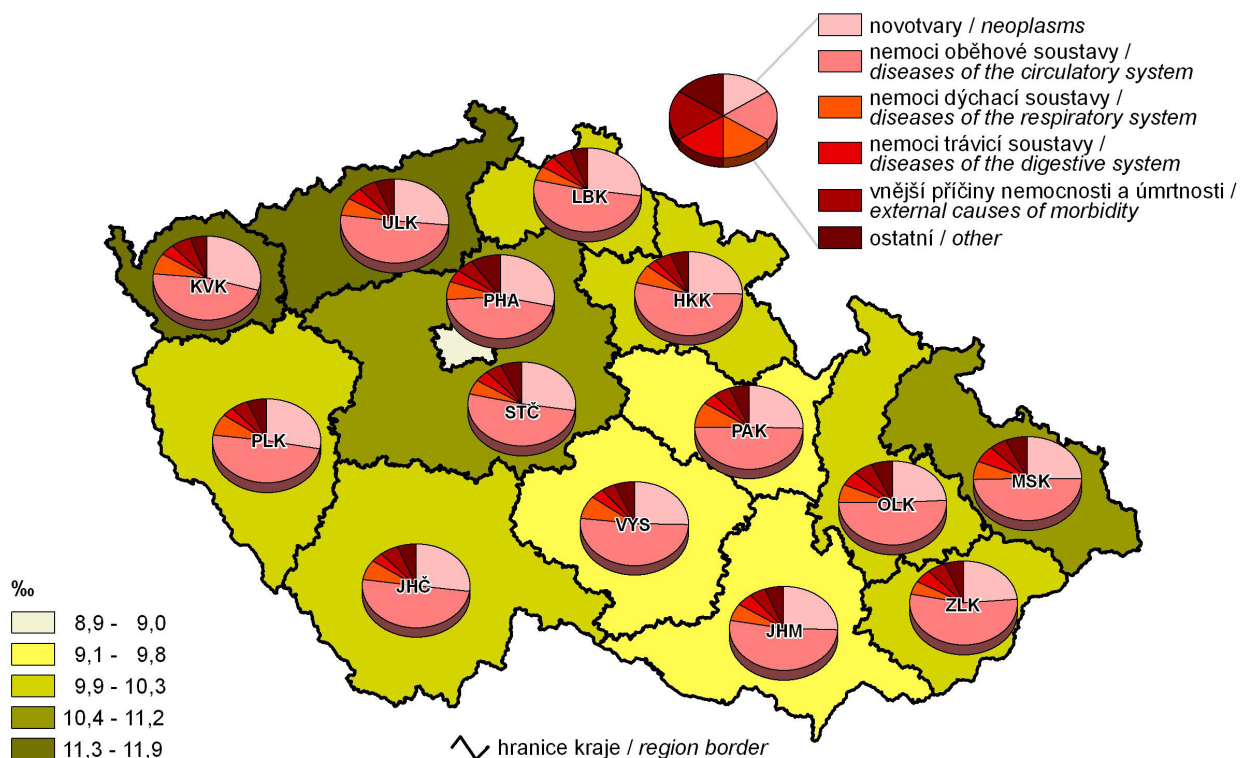 novotvary / neoplasms
nemoci oběhové soustavy /
diseases of the circulatory system
nemoci dýchací soustavy /
diseases of the respiratory system
nemoci trávicí soustavy /
diseases of the digestive system
vnější příčiny nemocnosti a úmrtnosti /
external causes of morbidity
ostatní / other
LBK
ULK
KVK
PHA
HKK
STČ
PAK
PLK
MSK
OLK
VYS
JHČ
ZLK
JHM
‰
8,9 - 9,0
9,1 - 9,8
9,9 - 10,3
10,4 - 11,2
11,3 - 11,9
hranice kraje / region border